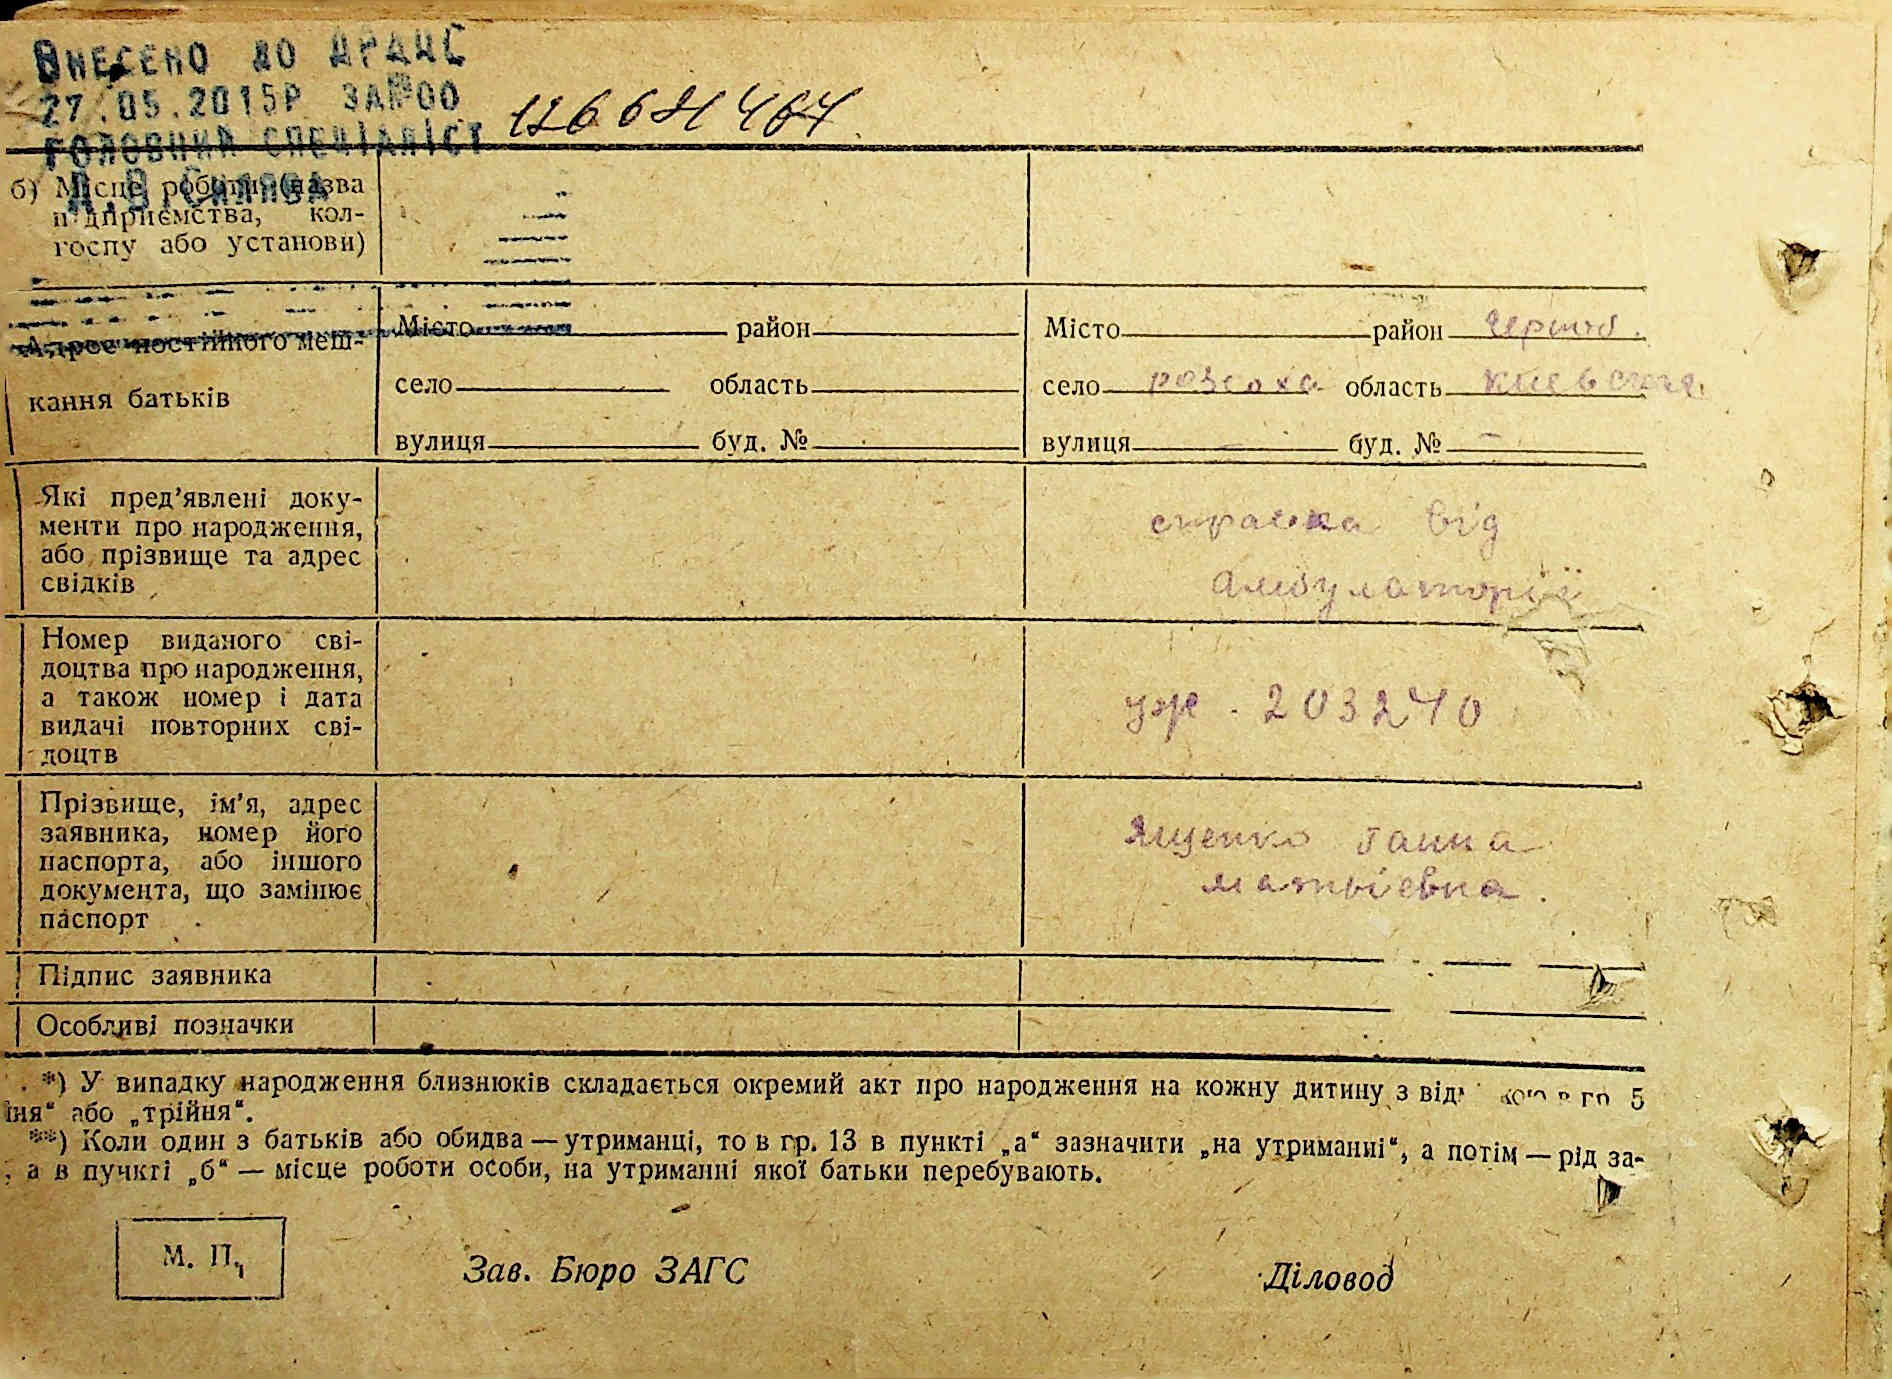 ВНЕСЕНО ДО ДРАЦС
27.05.2015Р ЗА№00
ГОЛОВНИЙ СПЕЦІАЛІСТ
б) Місце роботи (назва
підприємства, кол-
госпу або установи)
Адрес постійного меш-
кання батьків
Місто район
село область
вулиця буд. №
Місто район
село розсоха область
вулиця — буд. № —
Які пред’явлені доку-
менти про народження,
або прізвище та адрес
свідків
справка від
амбулаторії
Номер виданого сві-
доцтва про народження,
а також номер і дата
видачі повторних сві-
доцтв
уж. 203240
Прізвище, ім’я, адрес
заявника, номер його
паспорта, або іншого
документа, що замінює
паспорт
Ященко Ганна
матвіевна.
Підпис заявника
Особливі позначки
*) У випадку народження близнюків складається окремий акт про народження на кожну дитину з гр. 5
або „трійня“.
**) Коли один з батьків або обидва — утриманці, то в гр. 13 в пункті „а“ зазначити „на утриманні“, а потім — рід за-
, а в пункті „б“ — місце роботи особи, на утриманні якої батьки перебувають.
М. П.
Зав. Бюро ЗАГС
Діловод